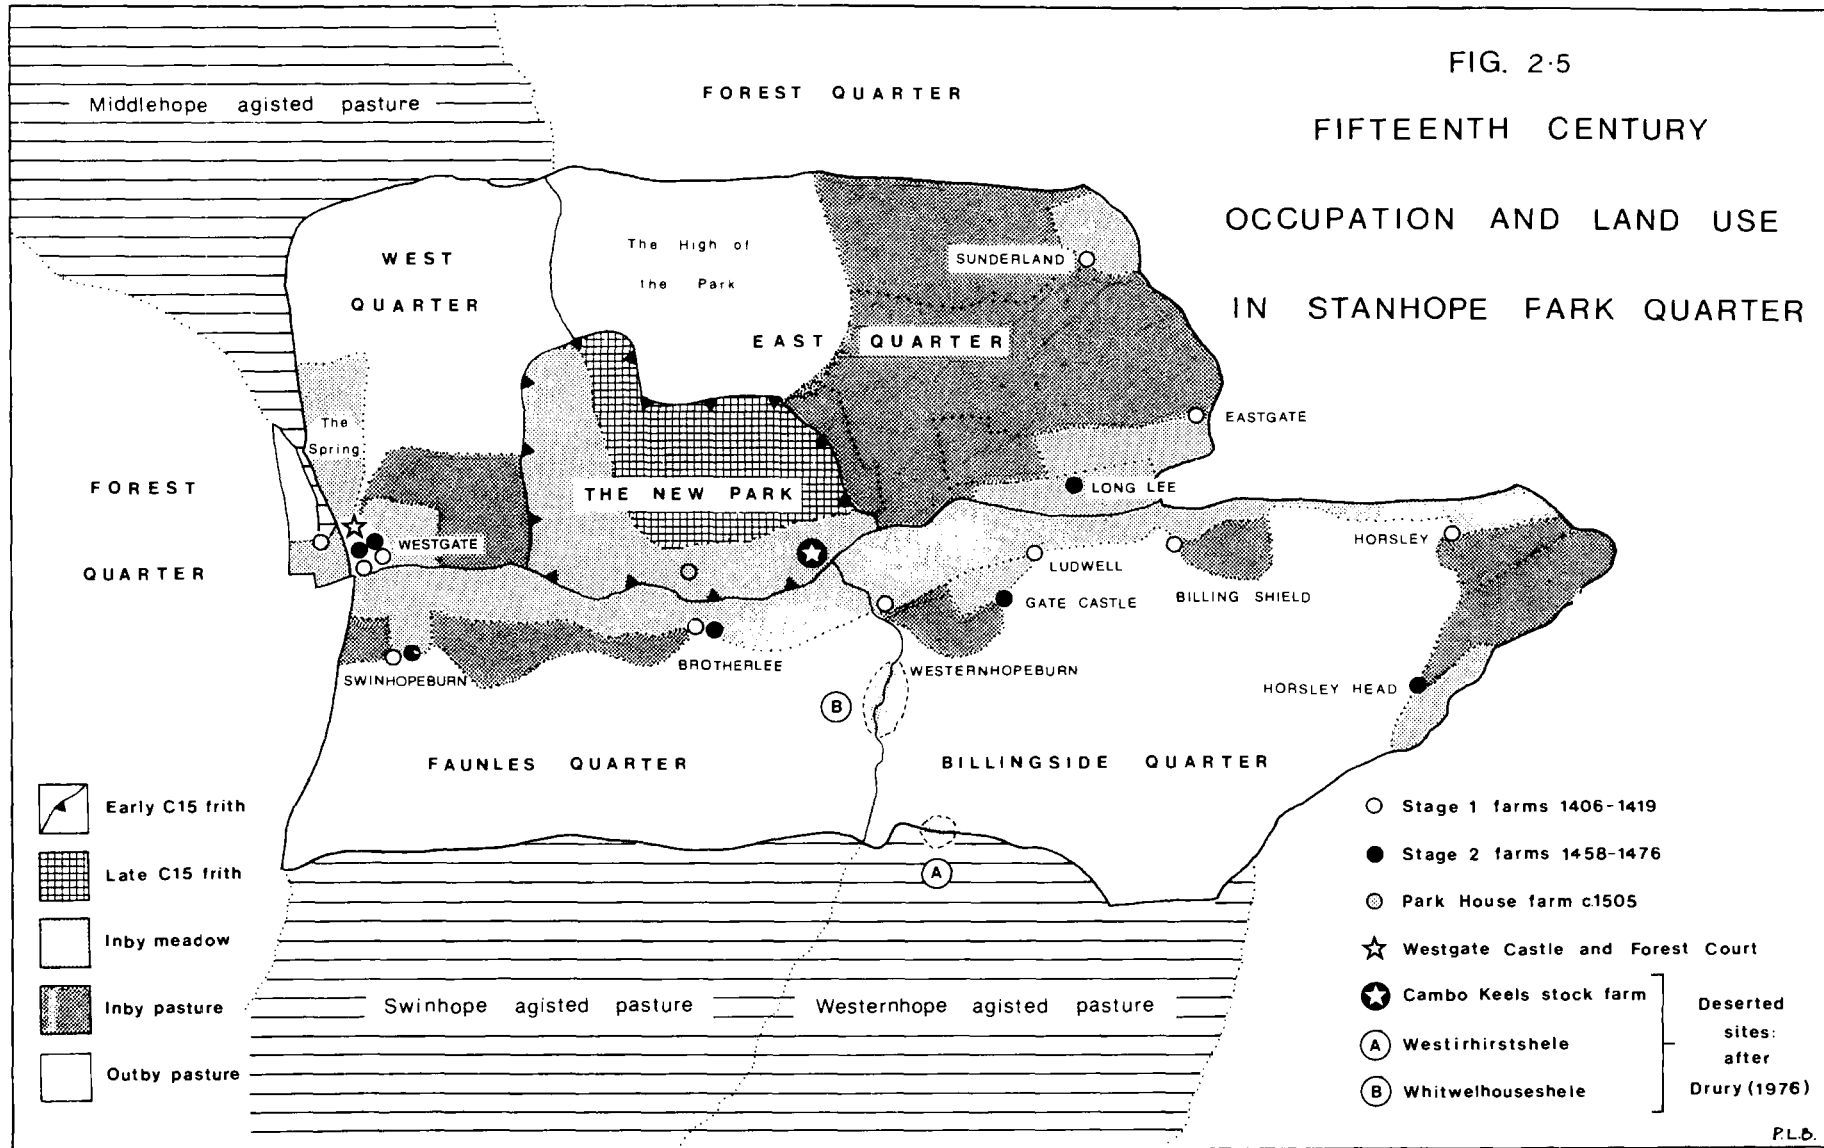 FIG. 2·5
FIFTEENTH CENTURY
OCCUPATION AND LAND USE
IN STANHOPE PARK QUARTER
Middlehope agisted pasture
FOREST QUARTER
WEST
QUARTER
The High of
the Park
SUNDERLAND
EAST QUARTER
The
Spring
EASTGATE
FOREST
QUARTER
THE NEW PARK
LONG LEE
WESTGATE
HORSLEY
LUDWELL
BILLING SHIELD
GATE CASTLE
BROTHERLEE
WESTERNHOPEBURN
SWINHOPEBURN
HORSLEY HEAD
B
FAUNLES QUARTER
BILLINGSIDE QUARTER
A
Swinhope agisted pasture
Westernhope agisted pasture
Early C15 frith
Late C15 frith
Inby meadow
Inby pasture
Outby pasture
Stage 1 farms 1406-1419
Stage 2 farms 1458-1476
Park House farm c.1505
Westgate Castle and Forest Court
Cambo Keels stock farm
A Westirhirstshele
B Whitwelhouseshele
Deserted
sites:
after
Drury (1976)
P.L.B.